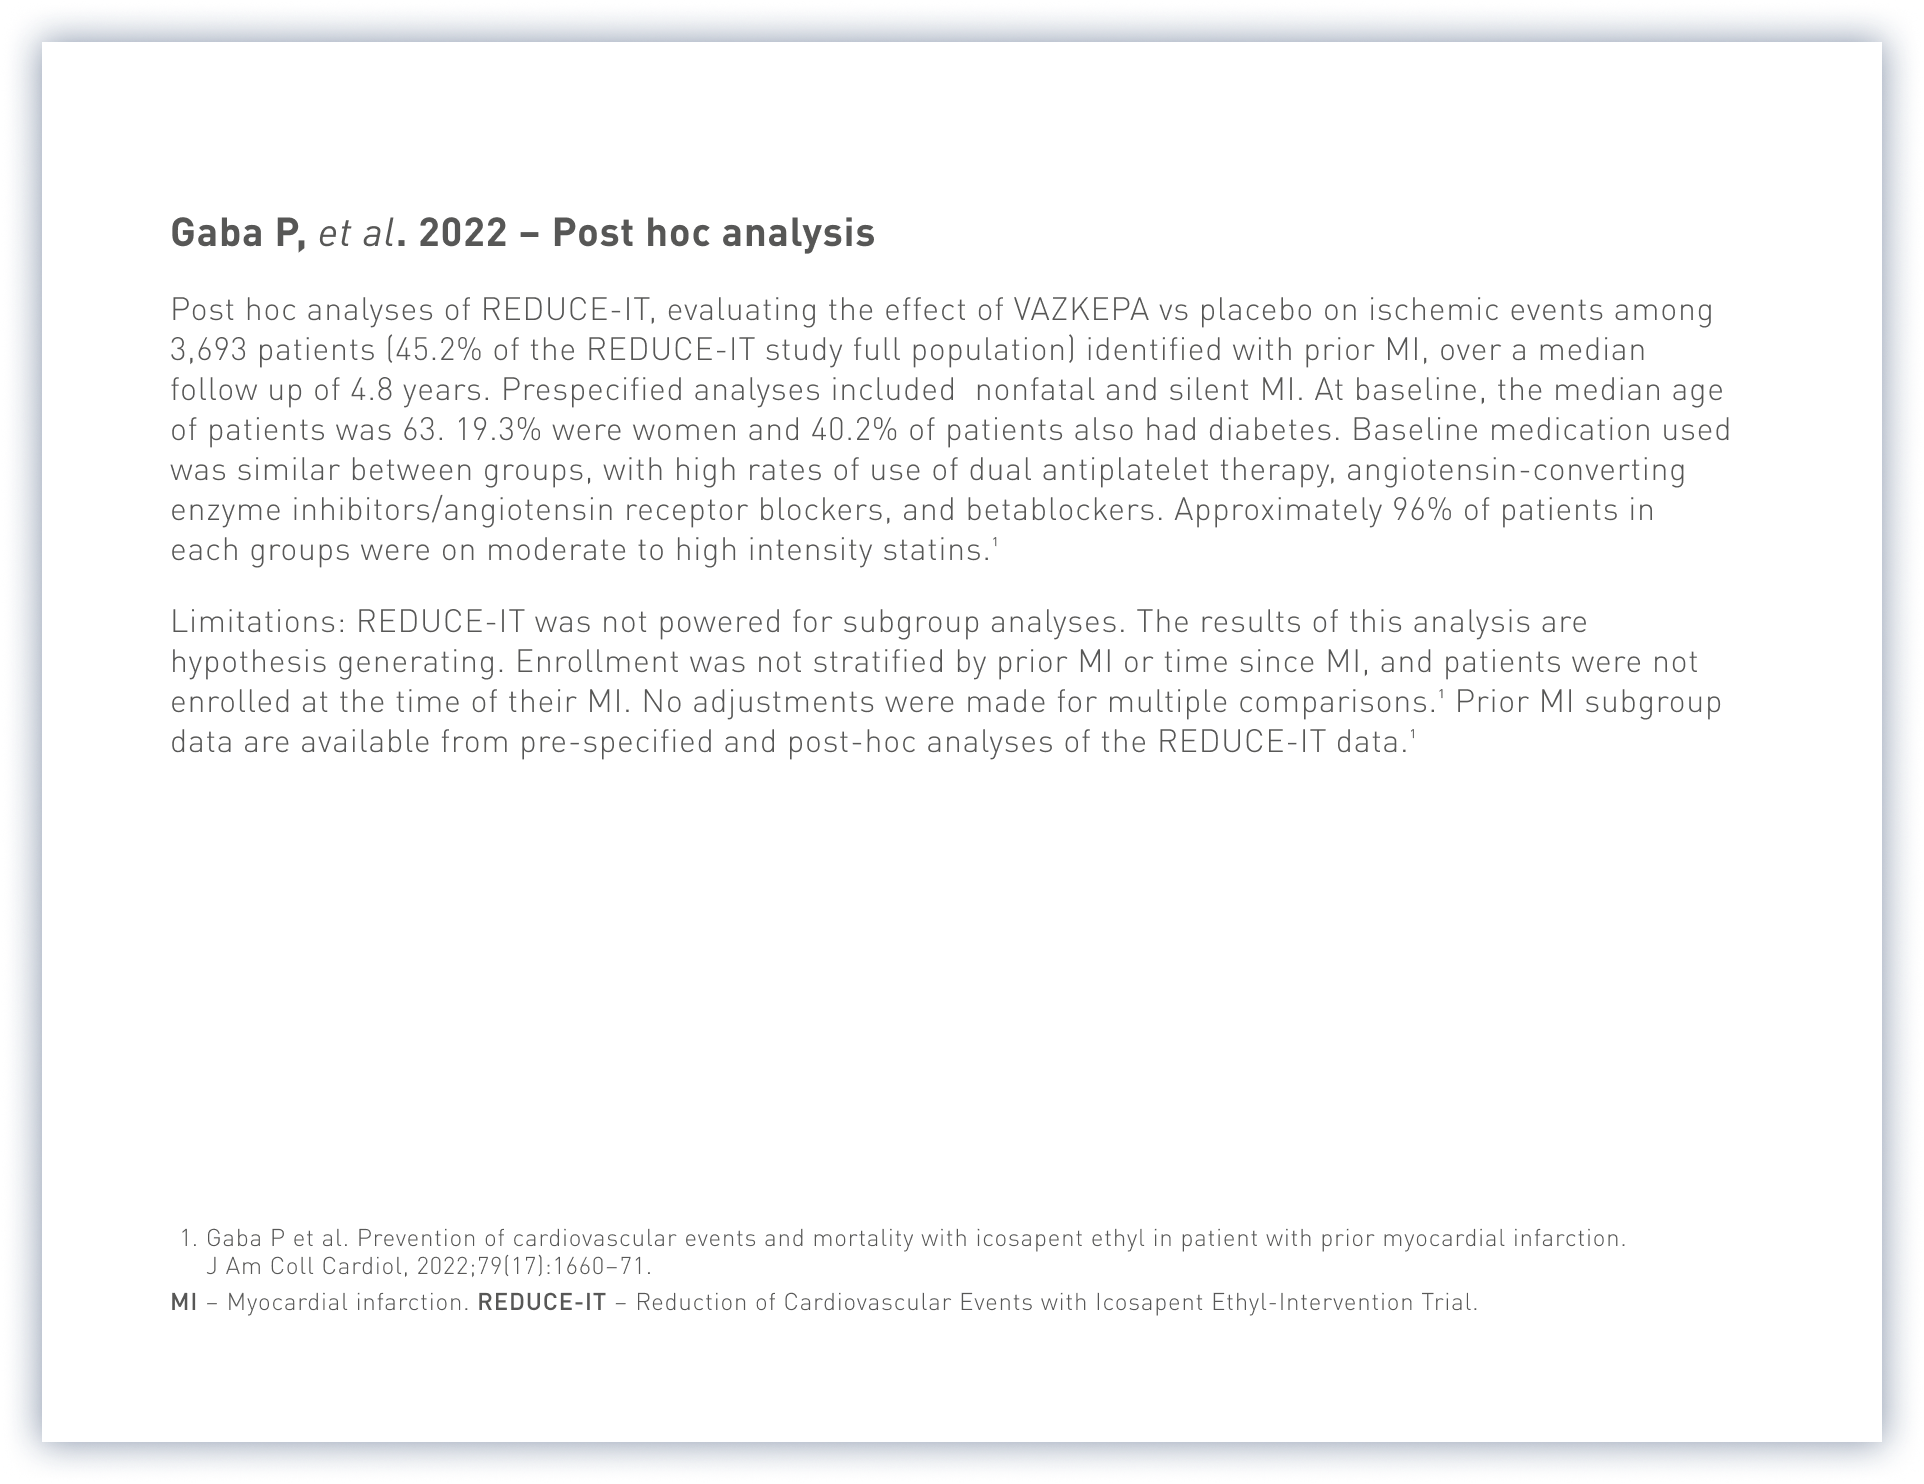 Gaba P, et al. 2022 – Post hoc analysis
Post hoc analyses of REDUCE-IT, evaluating the effect of VAZKEPA vs placebo on ischemic events among
3,693 patients (45.2% of the REDUCE-IT study full population) identified with prior MI, over a median
follow up of 4.8 years. Prespecified analyses included  nonfatal and silent MI. At baseline, the median age
of patients was 63. 19.3% were women and 40.2% of patients also had diabetes. Baseline medication used
was similar between groups, with high rates of use of dual antiplatelet therapy, angiotensin-converting
enzyme inhibitors/angiotensin receptor blockers, and betablockers. Approximately 96% of patients in
each groups were on moderate to high intensity statins.¹
Limitations: REDUCE-IT was not powered for subgroup analyses. The results of this analysis are
hypothesis generating. Enrollment was not stratified by prior MI or time since MI, and patients were not
enrolled at the time of their MI. No adjustments were made for multiple comparisons.¹ Prior MI subgroup
data are available from pre-specified and post-hoc analyses of the REDUCE-IT data.¹
1. Gaba P et al. Prevention of cardiovascular events and mortality with icosapent ethyl in patient with prior myocardial infarction.
J Am Coll Cardiol, 2022;79(17):1660–71.
MI – Myocardial infarction. REDUCE-IT – Reduction of Cardiovascular Events with Icosapent Ethyl-Intervention Trial.